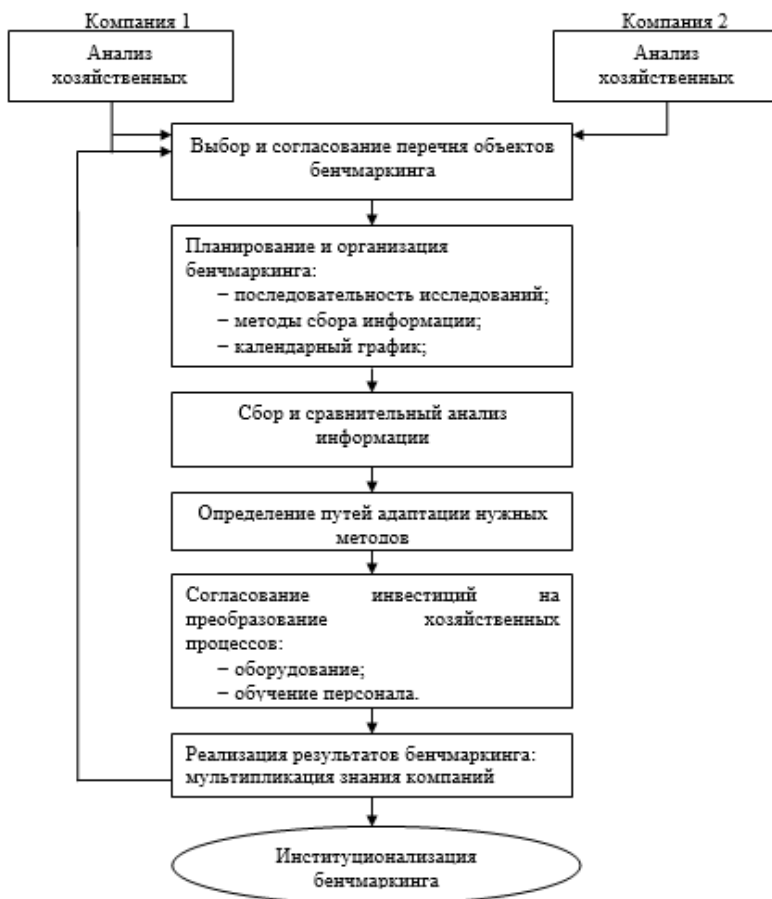 Компания 1
Компания 2
Анализ
хозяйственных
Анализ
хозяйственных
Выбор и согласование перечня объектов
бенчмаркинга
Планирование и организация
бенчмаркинга:
– последовательность исследований;
– методы сбора информации;
– календарный график;
Сбор и сравнительный анализ
информации
Определение путей адаптации нужных
методов
Согласование инвестиций на
преобразование хозяйственных
процессов:
– оборудование;
– обучение персонала.
Реализация результатов бенчмаркинга:
мультипликация знания компаний
Институционализация
бенчмаркинга